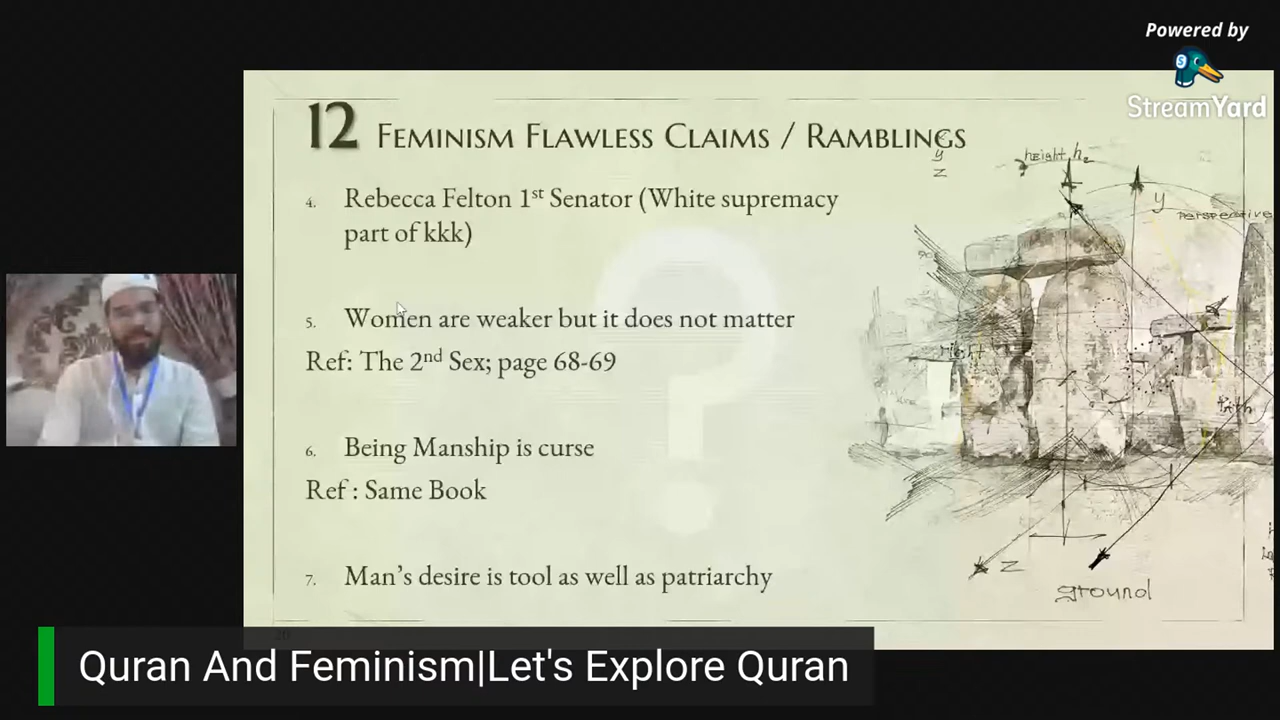 Powered by
StreamYard
12 Feminism Flawless Claims / Ramblings
4. Rebecca Felton 1st Senator (White supremacy
part of kkk)
5. Women are weaker but it does not matter
Ref: The 2nd Sex; page 68-69
6. Being Manship is curse
Ref : Same Book
7. Man's desire is tool as well as patriarchy
height h
y
z
y
perspective
Z
ground
Quran And Feminism|Let's Explore Quran